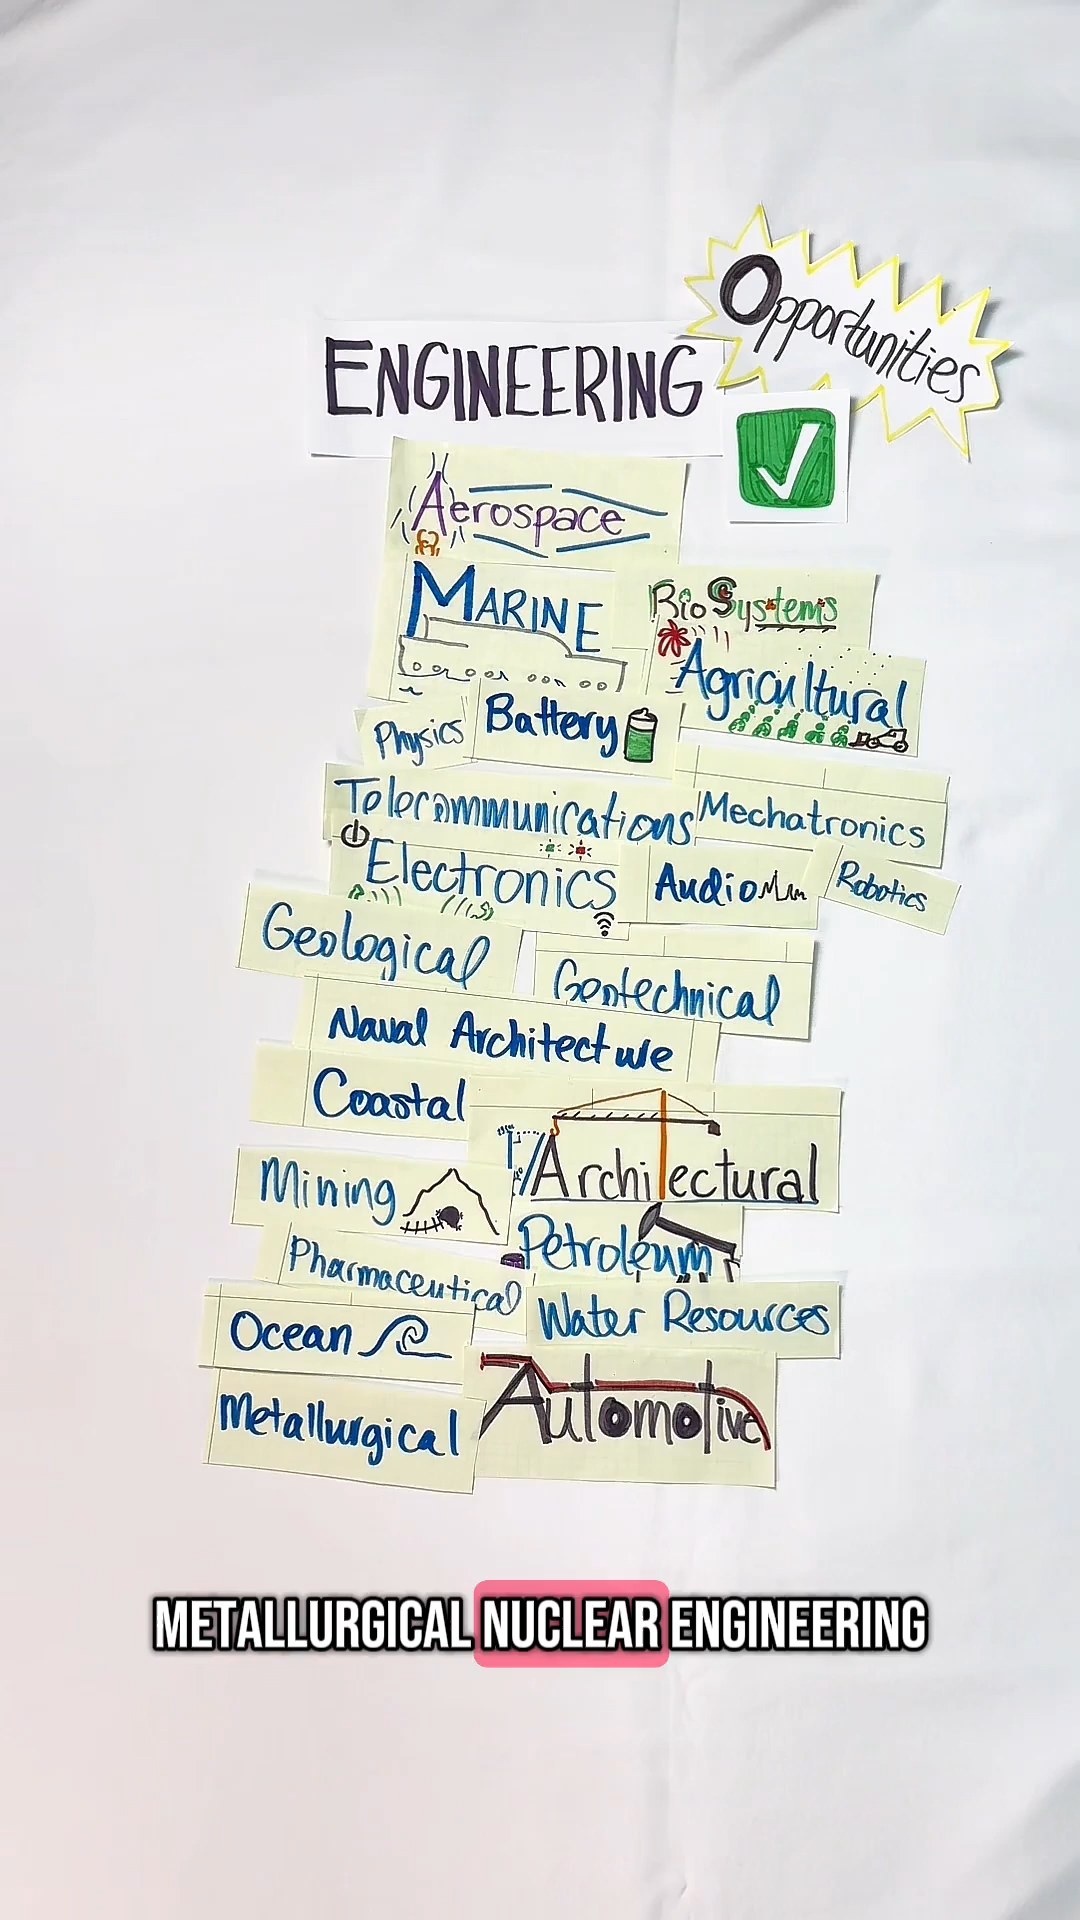 Opportunities
ENGINEERING
Aerospace
MARINE
BioSystems
Agricultural
Physics
Battery
Telecommunications
Mechatronics
Electronics
Audio
Robotics
Geological
Geotechnical
Naval Architecture
Coastal
Architectural
Mining
Petroleum
Pharmaceutical
Water Resources
Ocean
Automotive
Metallurgical
METALLURGICAL NUCLEAR ENGINEERING